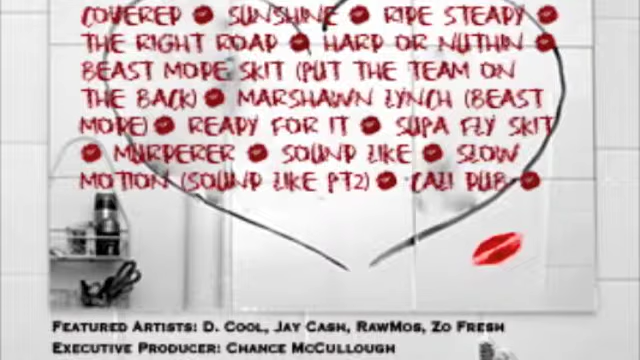 COVERED SUNSHINE RIDE STEADY
THE RIGHT ROAD HARD OR NUTHIN
BEAST MODE SKIT (PUT THE TEAM ON
THE BACK) MARSHAWN LYNCH (BEAST
MODE) READY FOR IT SUPA FLY SKIT
MURDERER SOUND LIKE SLOW
MOTION (SOUND LIKE PT2) CALI DUB
FEATURED ARTISTS: D. COOL, JAY CASH, RAWMOS, ZO FRESH
EXECUTIVE PRODUCER: CHANCE MCCULLOUGH